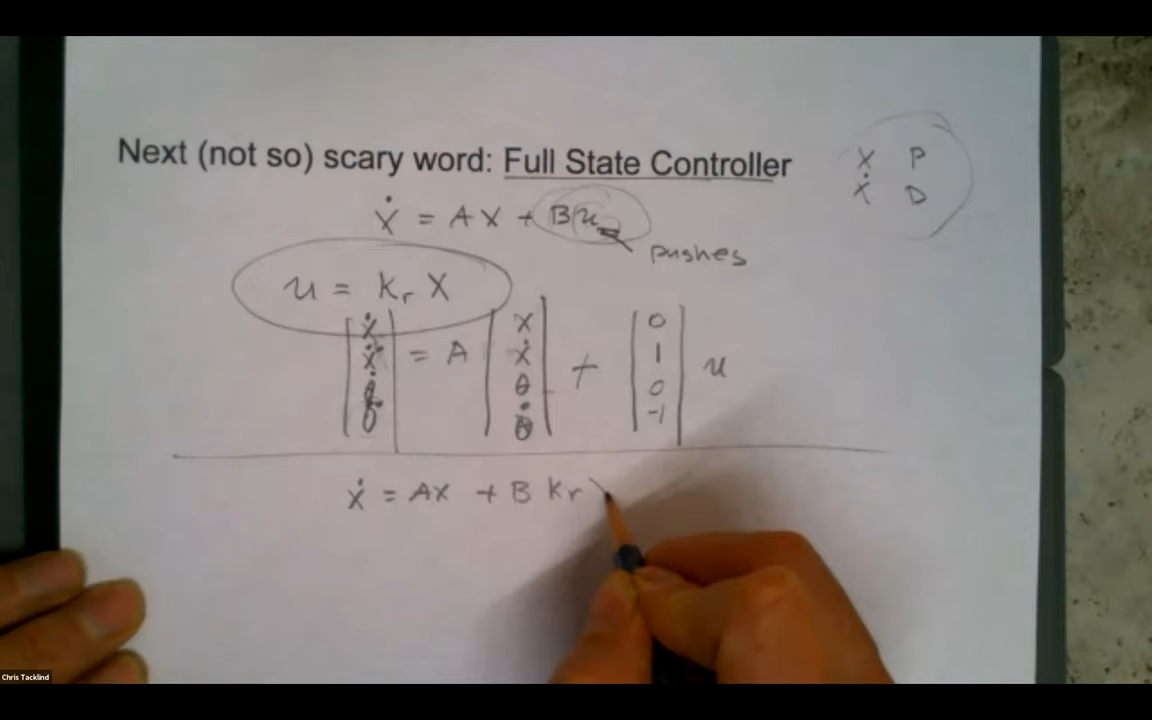 Next (not so) scary word: Full State Controller
X P
Ẋ D
Ẋ = AX + Bu
pushes
u = Kr X
Ẋ X 0
= A Ẋ + 1 u
θ 0
θ̇ -1
Ẋ = AX + B Kr
Chris Tacklind